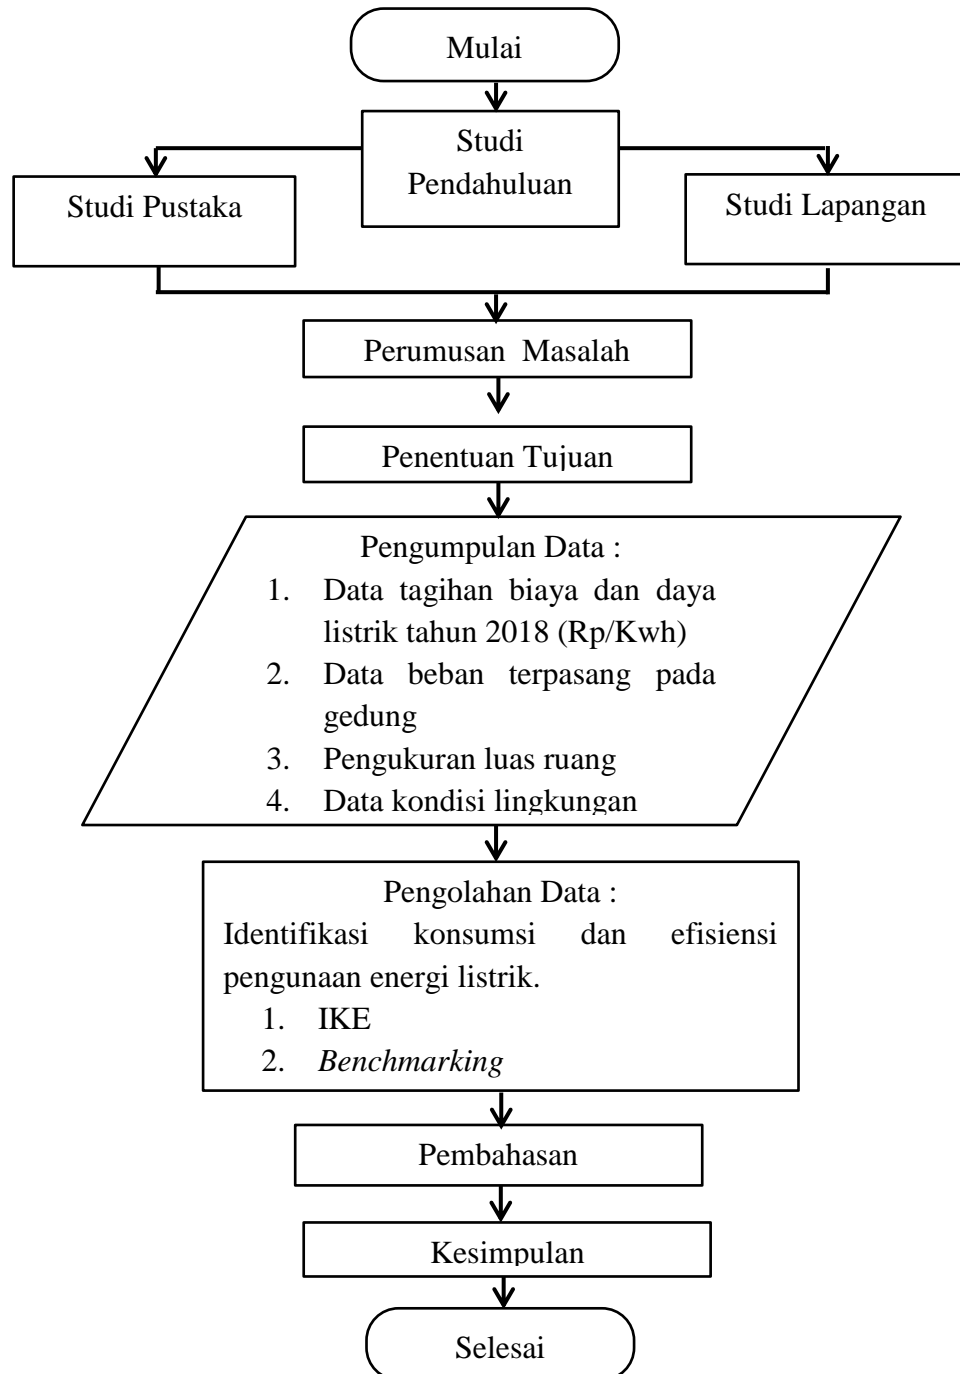 Mulai
Studi
Pendahuluan
Studi Pustaka
Studi Lapangan
Perumusan Masalah
Penentuan Tujuan
Pengumpulan Data :
1. Data tagihan biaya dan daya
listrik tahun 2018 (Rp/Kwh)
2. Data beban terpasang pada
gedung
3. Pengukuran luas ruang
4. Data kondisi lingkungan
Pengolahan Data :
Identifikasi konsumsi dan efisiensi
pengunaan energi listrik.
1. IKE
2. Benchmarking
Pembahasan
Kesimpulan
Selesai